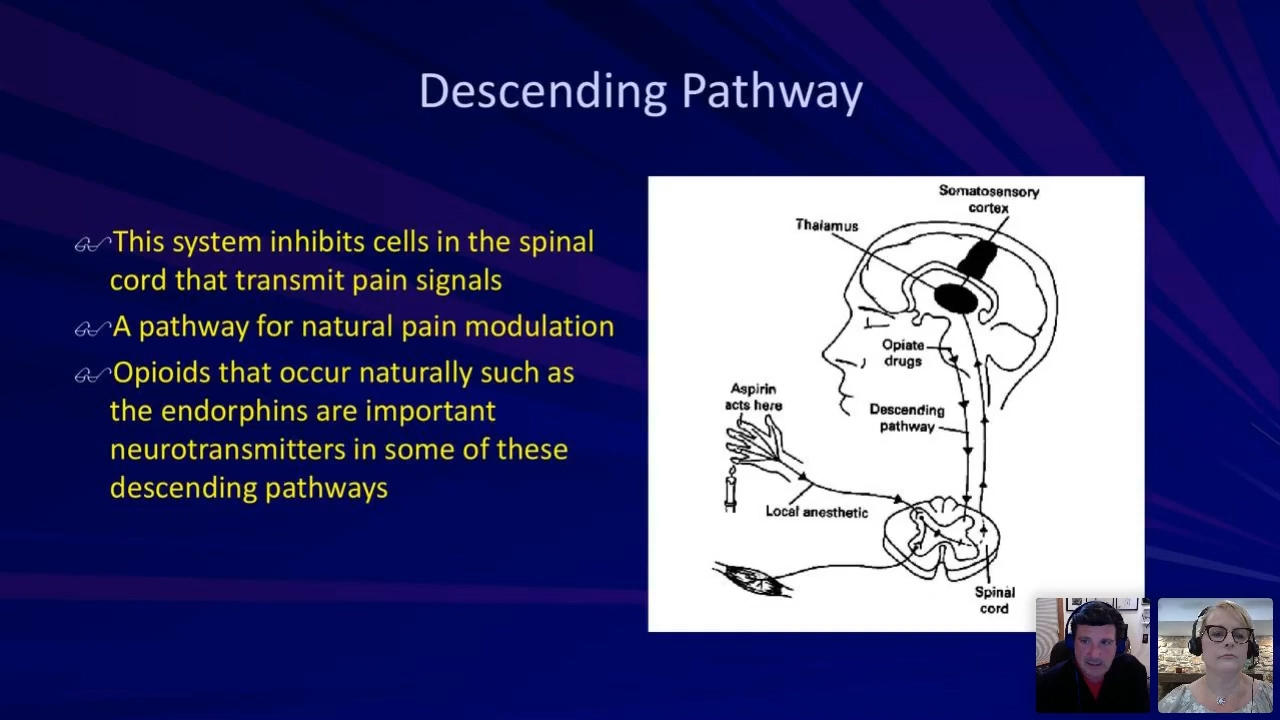 Descending Pathway
This system inhibits cells in the spinal
cord that transmit pain signals
A pathway for natural pain modulation
Opioids that occur naturally such as
the endorphins are important
neurotransmitters in some of these
descending pathways
Somatosensory
cortex
Thalamus
Opiate
drugs
Aspirin
acts here
Descending
pathway
Local anesthetic
Spinal
cord